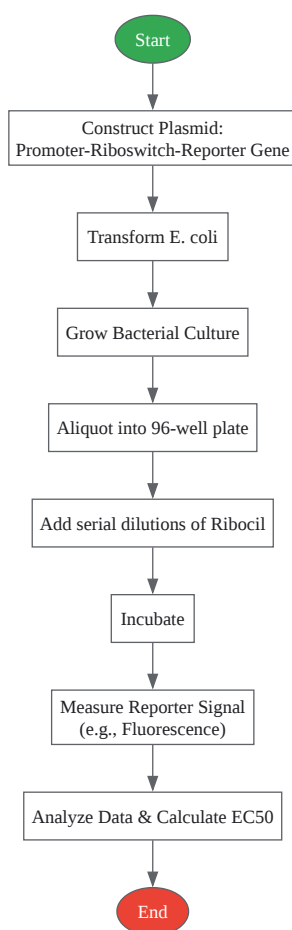 Start
Construct Plasmid:
Promoter-Riboswitch-Reporter Gene
Transform E. coli
Grow Bacterial Culture
Aliquot into 96-well plate
Add serial dilutions of Ribocil
Incubate
Measure Reporter Signal
(e.g., Fluorescence)
Analyze Data & Calculate EC50
End